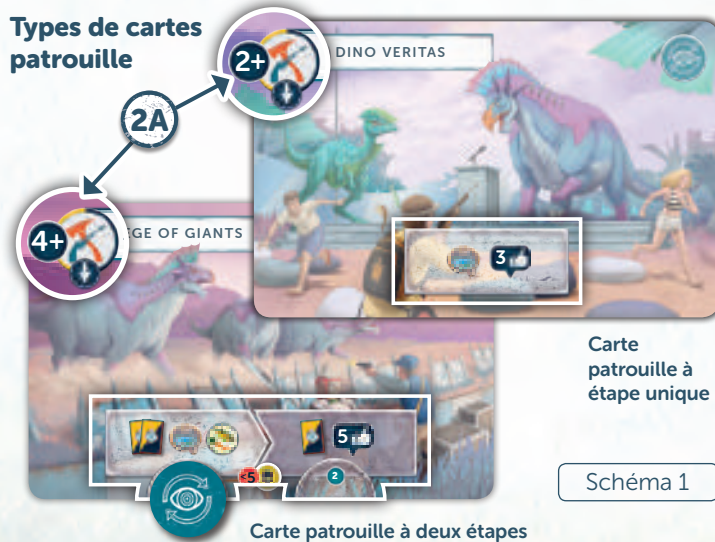 Types de cartes
patrouille
2+
DINO VERITAS
2A
4+
EGE OF GIANTS
3
Carte
patrouille à
étape unique
5
<5
2
Schéma 1
Carte patrouille à deux étapes